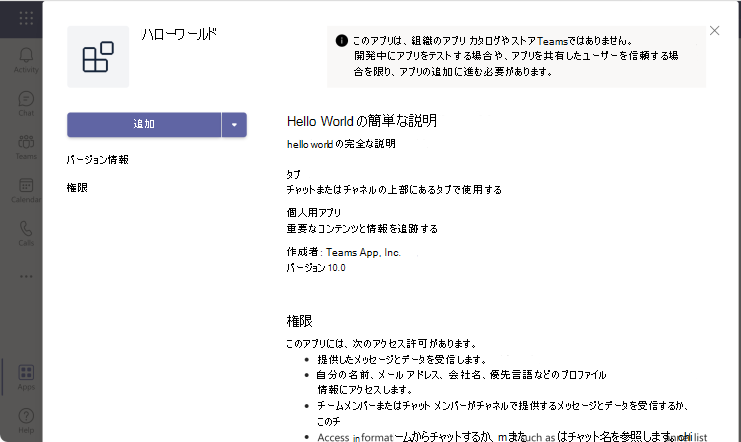 ハローワールド
このアプリは、組織のアプリ カタログやストアTeamsではありません。
開発中にアプリをテストする場合や、アプリを共有したユーザーを信頼する場
合を限り、アプリの追加に進む必要があります。
Activity
Chat
Teams
Calendar
Calls
Apps
Help
追加
バージョン情報
権限
Hello World の簡単な説明
hello world の完全な説明
タブ
チャットまたはチャネルの上部にあるタブで使用する
個人用アプリ
重要なコンテンツと情報を追跡する
作成者: Teams App, Inc.
バージョン 10.0
権限
このアプリには、次のアクセス許可があります。
• 提供したメッセージとデータを受信します。
• 自分の名前、メール アドレス、会社名、優先言語などのプロファイル
情報にアクセスします。
• チームメンバーまたはチャット メンバーがチャネルで提供するメッセージとデータを受信するか、
このチ
• Access informat ームからチャットするか、mまた such as はチャット名を参照します。 list